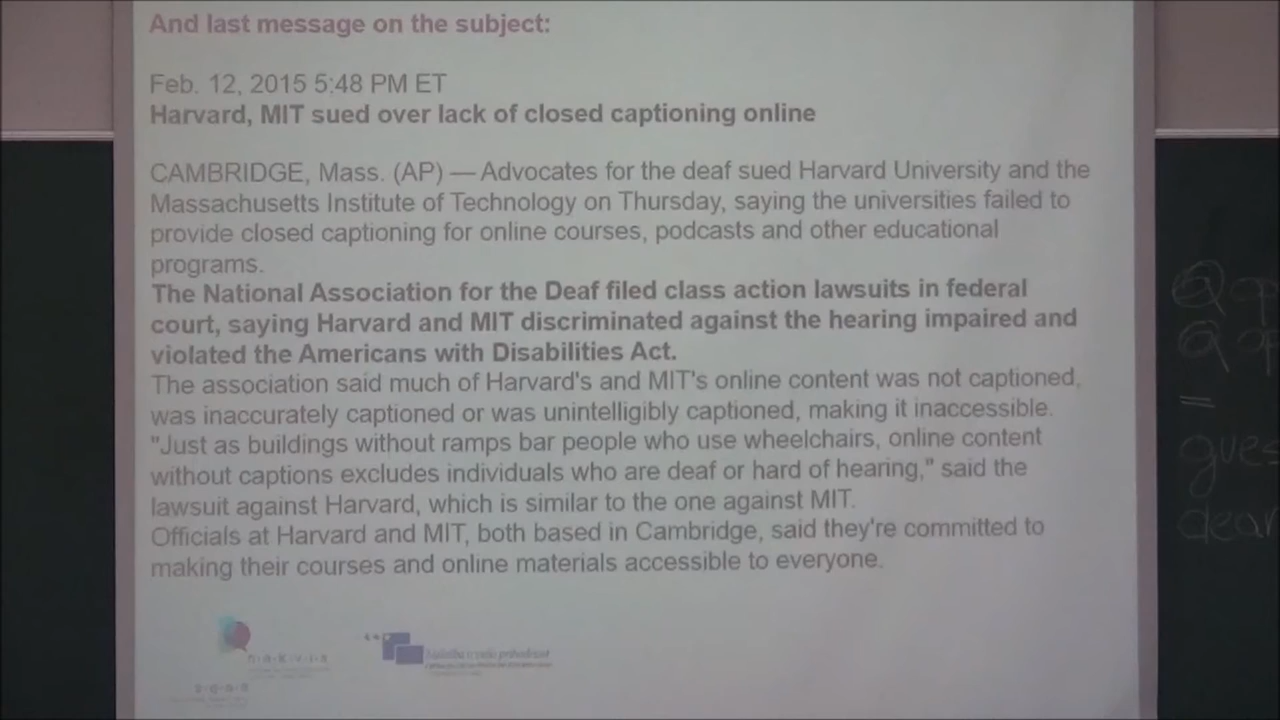 And last message on the subject:
Feb. 12, 2015 5:48 PM ET
Harvard, MIT sued over lack of closed captioning online
CAMBRIDGE, Mass. (AP) — Advocates for the deaf sued Harvard University and the
Massachusetts Institute of Technology on Thursday, saying the universities failed to
provide closed captioning for online courses, podcasts and other educational
programs.
The National Association for the Deaf filed class action lawsuits in federal
court, saying Harvard and MIT discriminated against the hearing impaired and
violated the Americans with Disabilities Act.
The association said much of Harvard's and MIT's online content was not captioned,
was inaccurately captioned or was unintelligibly captioned, making it inaccessible.
"Just as buildings without ramps bar people who use wheelchairs, online content
without captions excludes individuals who are deaf or hard of hearing," said the
lawsuit against Harvard, which is similar to the one against MIT.
Officials at Harvard and MIT, both based in Cambridge, said they're committed to
making their courses and online materials accessible to everyone.
n·a·k·v·i·s
Q op
Q op
=
gues
dear